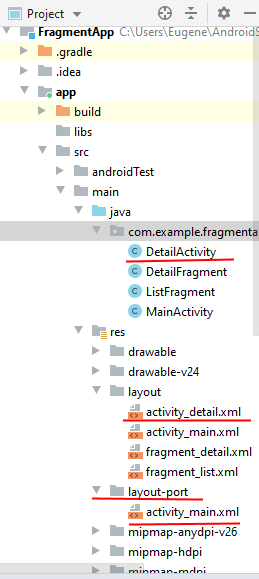 Project
FragmentApp C:\Users\Eugene\AndroidS
.gradle
.idea
app
build
libs
src
androidTest
main
java
com.example.fragmenta
DetailActivity
DetailFragment
ListFragment
MainActivity
res
drawable
drawable-v24
layout
activity_detail.xml
activity_main.xml
fragment_detail.xml
fragment_list.xml
layout-port
activity_main.xml
mipmap-anydpi-v26
mipmap-hdpi
mipmap-mdpi